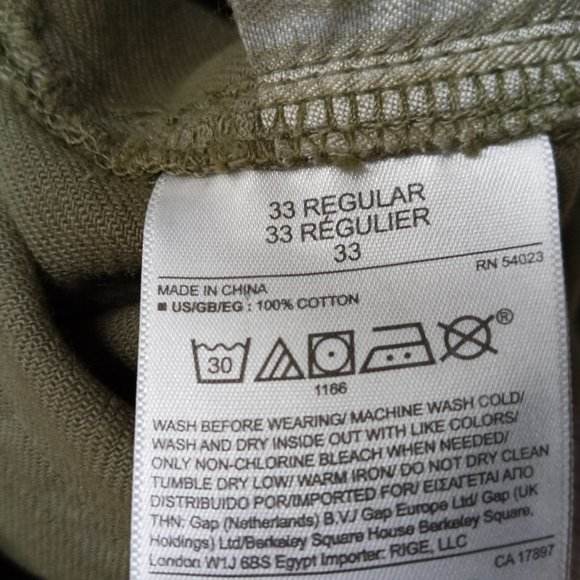 33 REGULAR
33 RÉGULIER
33
RN 54023
MADE IN CHINA
■ US/GB/EG : 100% COTTON
30
®
1166
WASH BEFORE WEARING/ MACHINE WASH COLD/
WASH AND DRY INSIDE OUT WITH LIKE COLORS/
ONLY NON-CHLORINE BLEACH WHEN NEEDED/
TUMBLE DRY LOW/ WARM IRON/ DO NOT DRY CLEAN
DISTRIBUIDO POR/IMPORTED FOR/ ΕΙΣΑΓΕΤΑΙ ΑΠΟ
THN: Gap (Netherlands) B.V./ Gap Europe Ltd/ Gap (UK
Holdings) Ltd/Berkeley Square House Berkeley Square,
London W1J 6BS Egypt Importer: RIGE, LLC
CA 17897